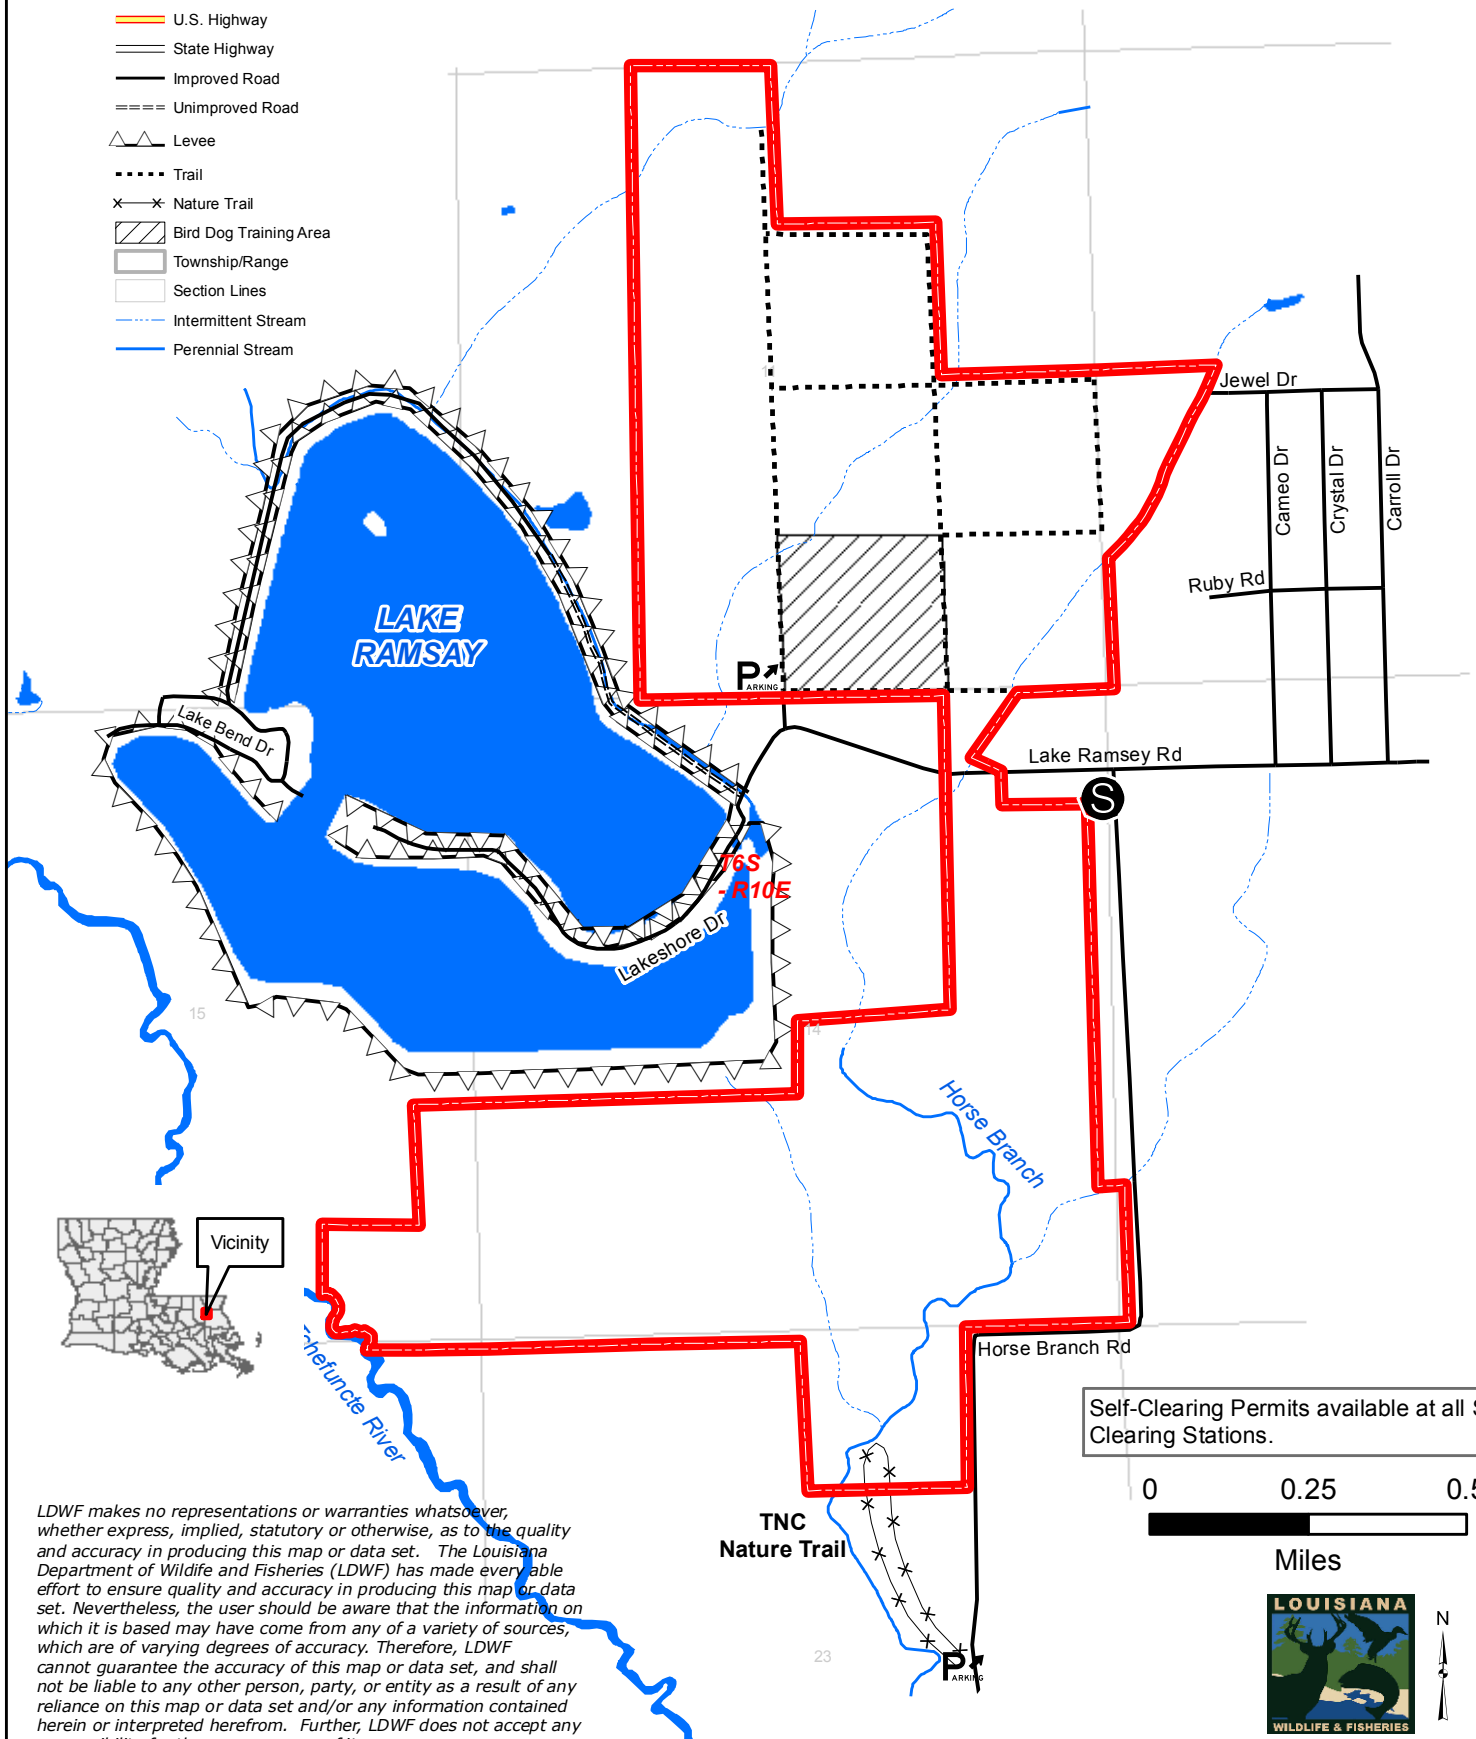 U.S. Highway
State Highway
Improved Road
Unimproved Road
Levee
Trail
Nature Trail
Bird Dog Training Area
Township/Range
Section Lines
Intermittent Stream
Perennial Stream
11
Jewel Dr
Cameo Dr
Crystal Dr
Carroll Dr
Ruby Rd
LAKE
RAMSAY
P
ARKING
Lake Bend Dr
Lake Ramsey Rd
S
T6S
- R10E
Lakeshore Dr
15
14
Horse Branch
Vicinity
Horse Branch Rd
River
Self-Clearing Permits available at all
Clearing Stations.
0 0.25
Miles
TNC
Nature Trail
23
P
ARKING
LDWF makes no representations or warranties whatsoever,
whether express, implied, statutory or otherwise, as to the quality
and accuracy in producing this map or data set. The Louisiana
Department of Wildife and Fisheries (LDWF) has made every able
effort to ensure quality and accuracy in producing this map or data
set. Nevertheless, the user should be aware that the information on
which it is based may have come from any of a variety of sources,
which are of varying degrees of accuracy. Therefore, LDWF
cannot guarantee the accuracy of this map or data set, and shall
not be liable to any other person, party, or entity as a result of any
reliance on this map or data set and/or any information contained
herein or interpreted herefrom. Further, LDWF does not accept any
LOUISIANA
WILDLIFE & FISHERIES
N